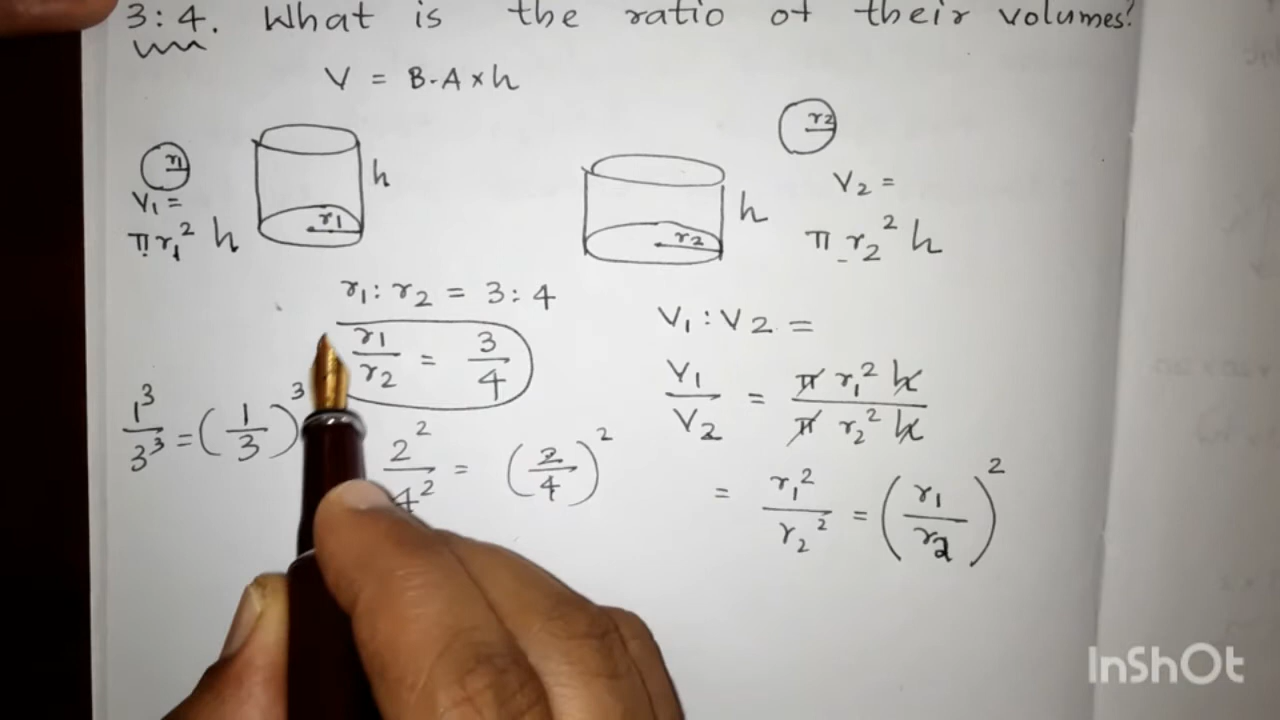 3:4. What is the ratio of their volumes?
V = B.A × h
r1
h
r1
V1 =
πr1² h
r2
h
r2
V2 =
π r2² h
r1 : r2 = 3 : 4
r1/r2 = 3/4
V1 : V2 =
V1/V2 = π r1² h / π r2² h
1³/3³ = (1/3)³
2²/4² = (2/4)²
= r1²/r2² = (r1/r2)²
InShOt